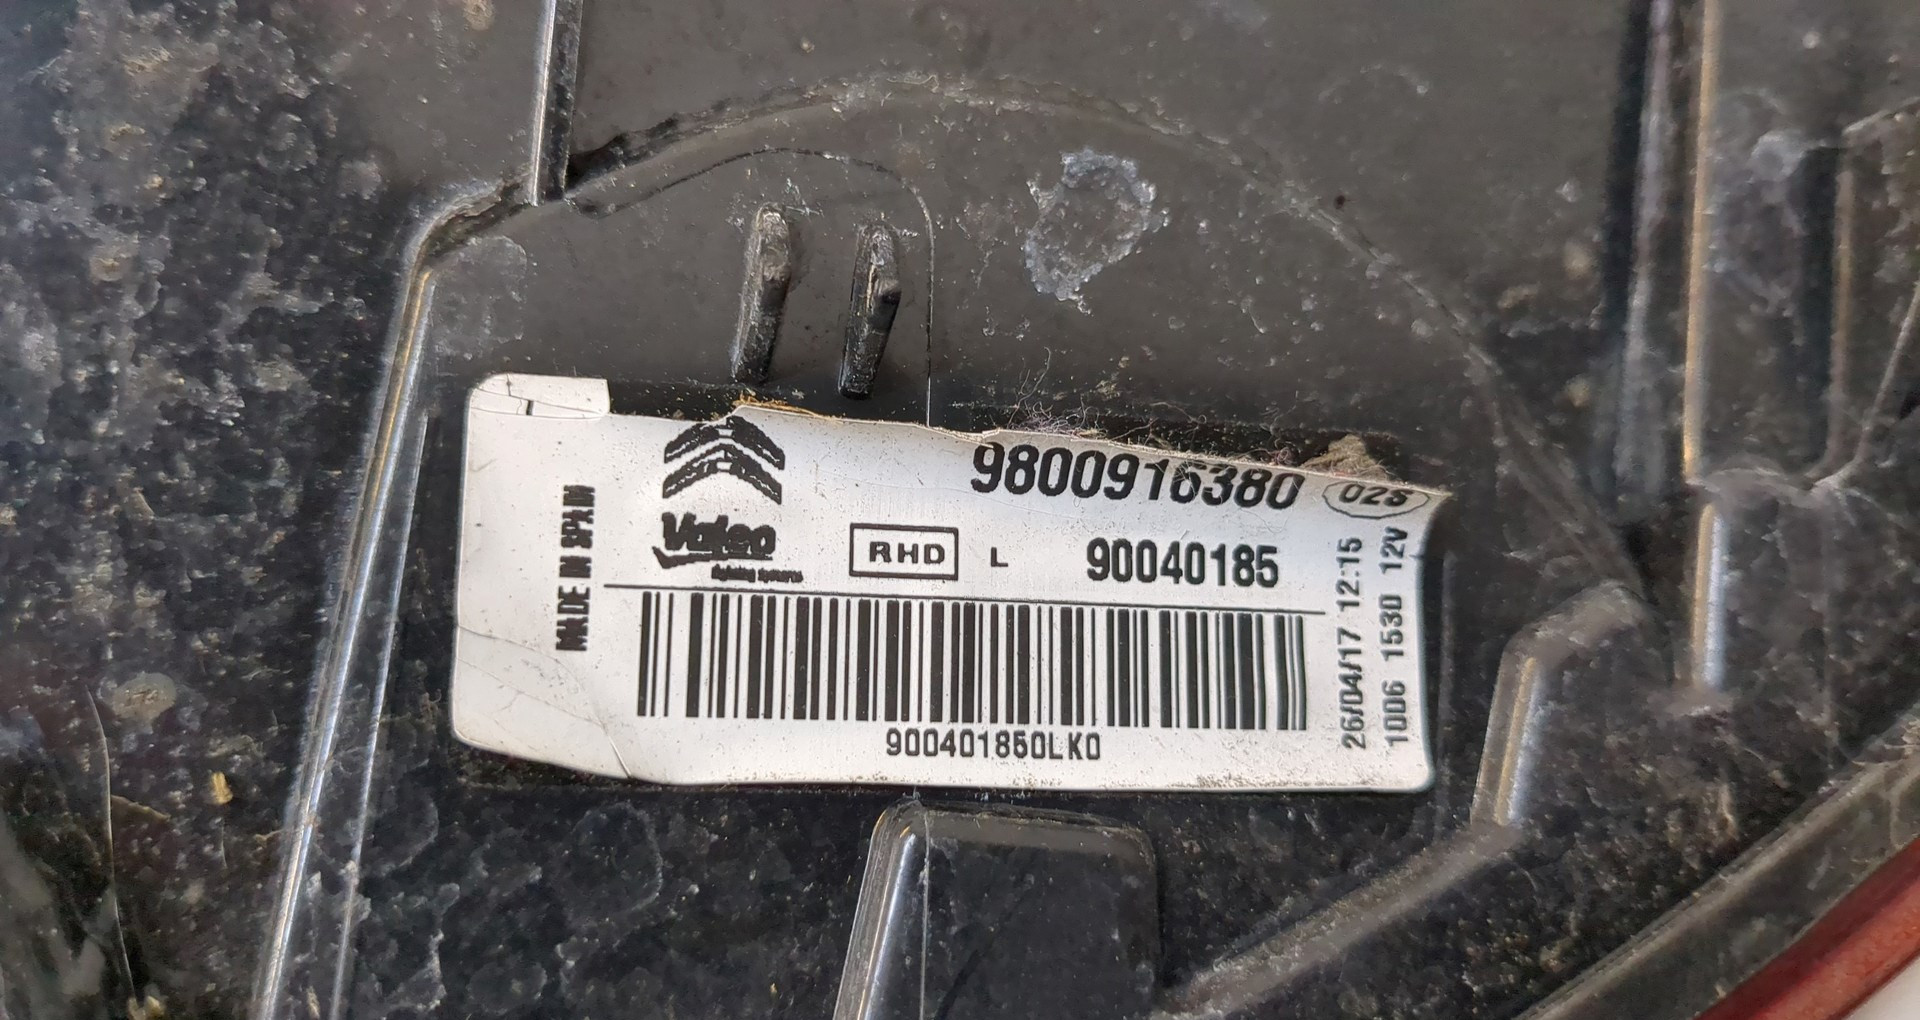 MADE IN SPAIN
9800916380 02S
Valeo
lighting systems
RHD L 90040185
900401850LK0
26/04/17 12:15
1006 1530 12V